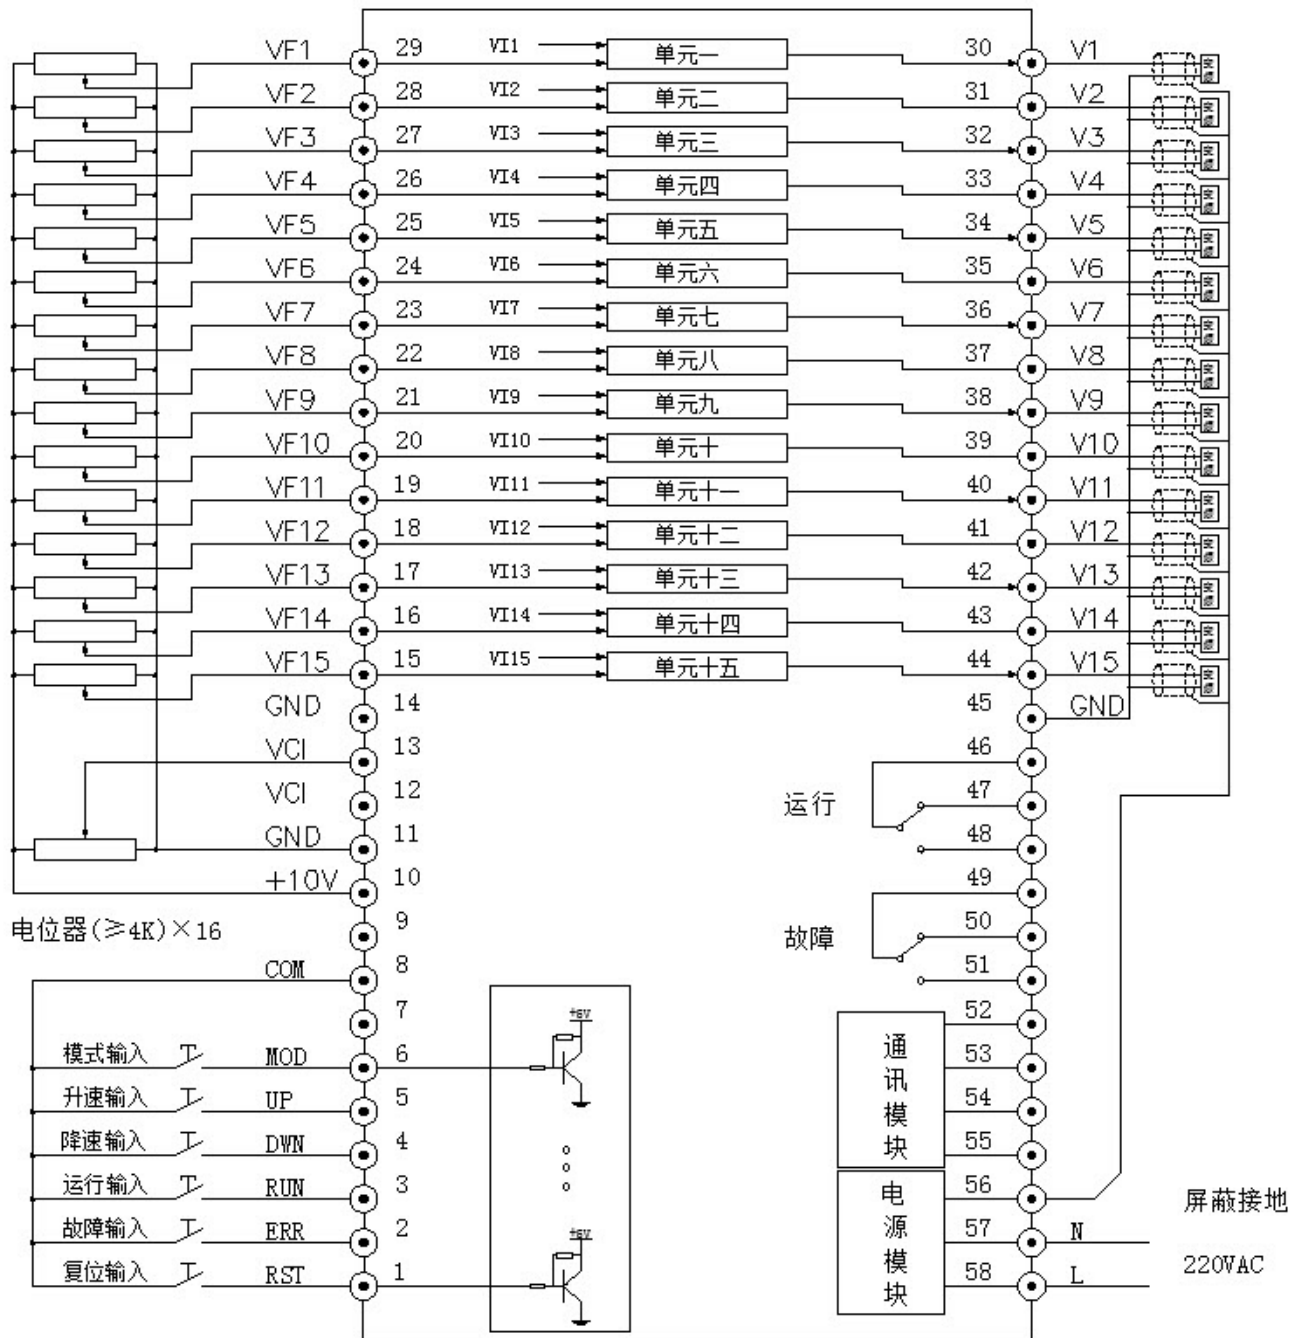 VF1 29 VI1 单元一 30 V1
VF2 28 VI2 单元二 31 V2
VF3 27 VI3 单元三 32 V3
VF4 26 VI4 单元四 33 V4
VF5 25 VI5 单元五 34 V5
VF6 24 VI6 单元六 35 V6
VF7 23 VI7 单元七 36 V7
VF8 22 VI8 单元八 37 V8
VF9 21 VI9 单元九 38 V9
VF10 20 VI10 单元十 39 V10
VF11 19 VI11 单元十一 40 V11
VF12 18 VI12 单元十二 41 V12
VF13 17 VI13 单元十三 42 V13
VF14 16 VI14 单元十四 43 V14
VF15 15 VI15 单元十五 44 V15
GND 14 45 GND
VCI 13 46
VCI 12 运行 47
GND 11 48
+10V 10 49
电位器(≥4K)×16 9 故障 50
COM 8 51
7 52
模式输入 MOD 6 53
升速输入 UP 5 54
降速输入 DWN 4 55
运行输入 RUN 3 56
故障输入 ERR 2 57 N
复位输入 RST 1 58 L
通讯模块
电源模块
屏蔽接地
220VAC